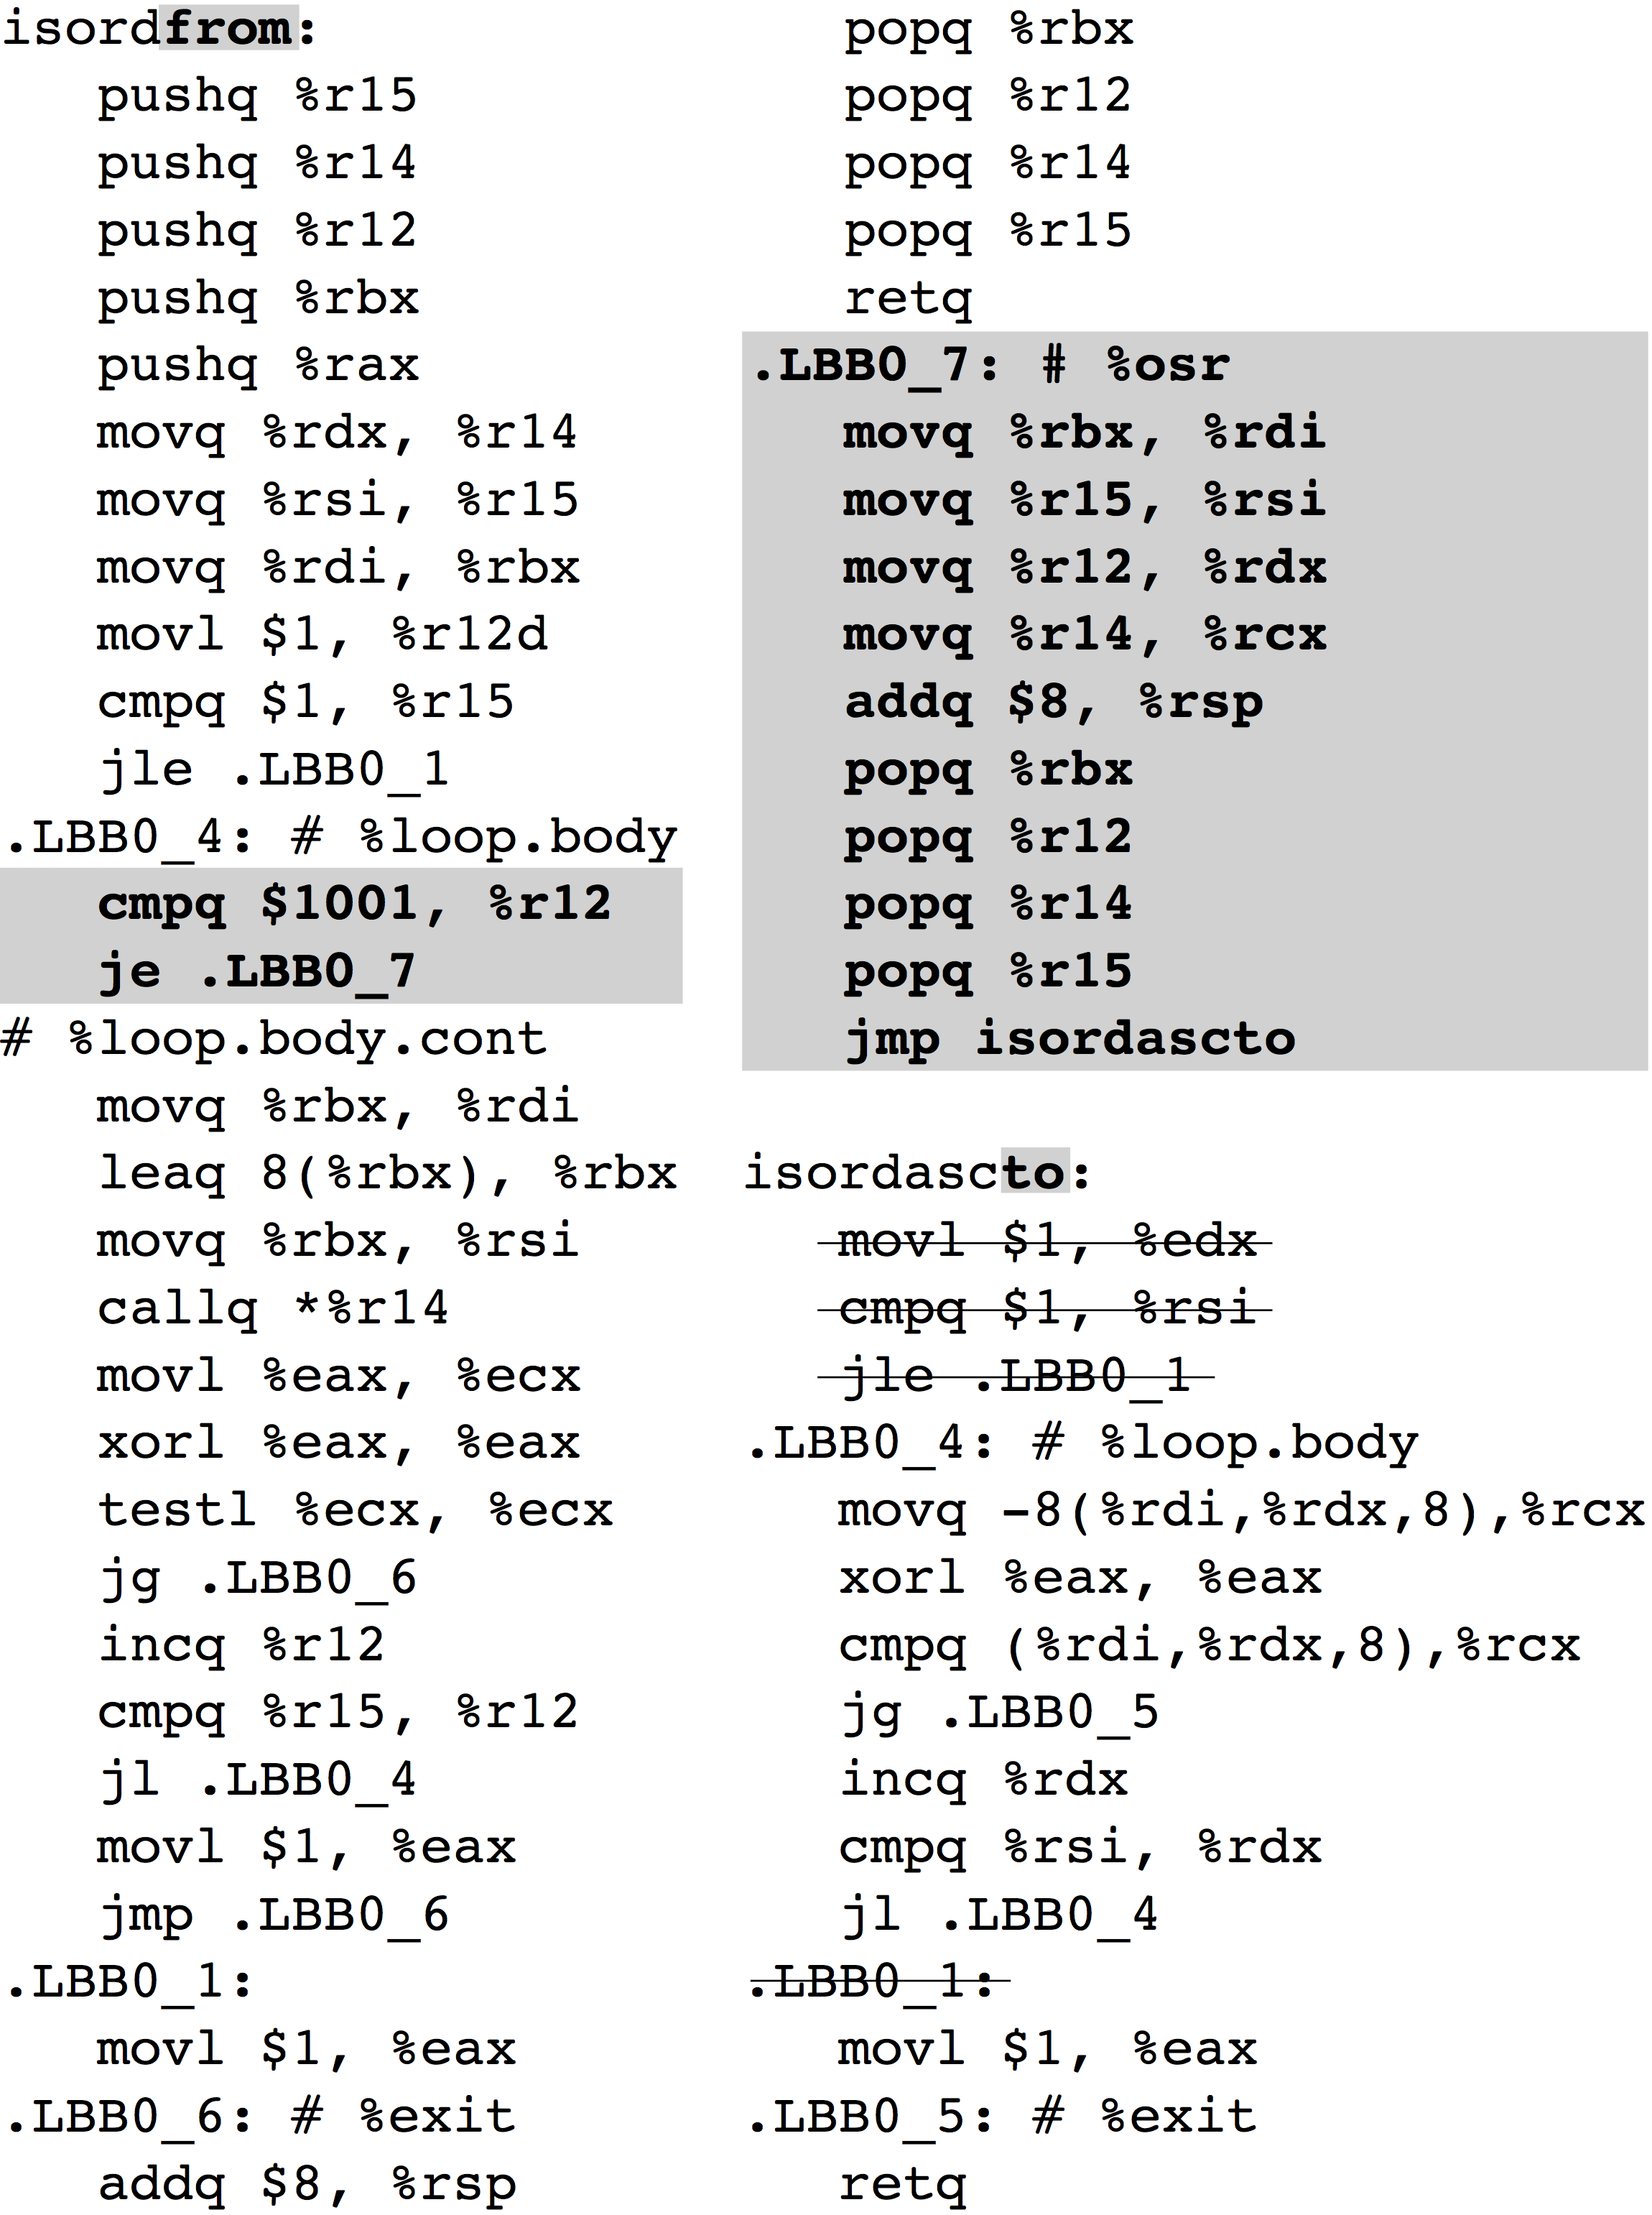 isordfrom:
pushq %r15
pushq %r14
pushq %r12
pushq %rbx
pushq %rax
movq %rdx, %r14
movq %rsi, %r15
movq %rdi, %rbx
movl $1, %r12d
cmpq $1, %r15
jle .LBB0_1
.LBB0_4: # %loop.body
cmpq $1001, %r12
je .LBB0_7
# %loop.body.cont
movq %rbx, %rdi
leaq 8(%rbx), %rbx
movq %rbx, %rsi
callq *%r14
movl %eax, %ecx
xorl %eax, %eax
testl %ecx, %ecx
jg .LBB0_6
incq %r12
cmpq %r15, %r12
jl .LBB0_4
movl $1, %eax
jmp .LBB0_6
.LBB0_1:
movl $1, %eax
.LBB0_6: # %exit
addq $8, %rsp
popq %rbx
popq %r12
popq %r14
popq %r15
retq
.LBB0_7: # %osr
movq %rbx, %rdi
movq %r15, %rsi
movq %r12, %rdx
movq %r14, %rcx
addq $8, %rsp
popq %rbx
popq %r12
popq %r14
popq %r15
jmp isordascto
isordascto:
movl $1, %edx
cmpq $1, %rsi
jle .LBB0_1
.LBB0_4: # %loop.body
movq -8(%rdi,%rdx,8),%rcx
xorl %eax, %eax
cmpq (%rdi,%rdx,8),%rcx
jg .LBB0_5
incq %rdx
cmpq %rsi, %rdx
jl .LBB0_4
.LBB0_1:
movl $1, %eax
.LBB0_5: # %exit
retq